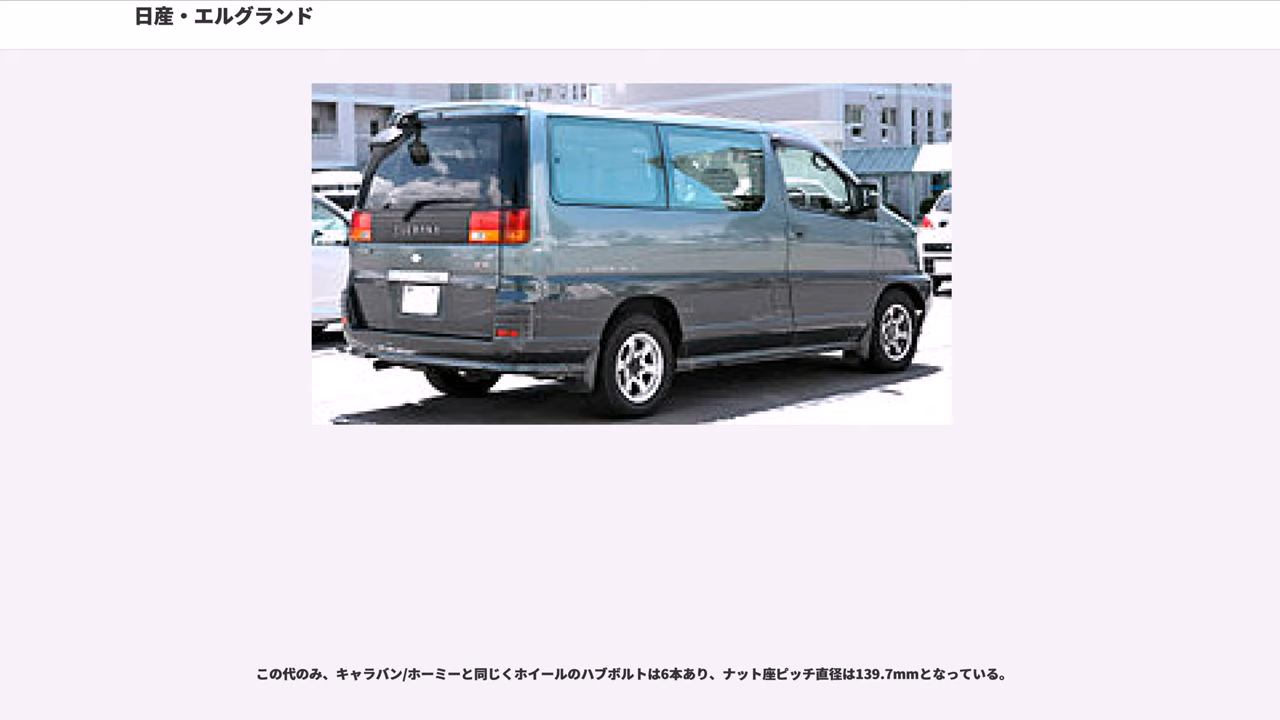 日産・エルグランド
ELGRAND
この代のみ、キャラバン/ホーミーと同じくホイールのハブボルトは6本あり、ナット座ピッチ直径は139.7mmとなっている。